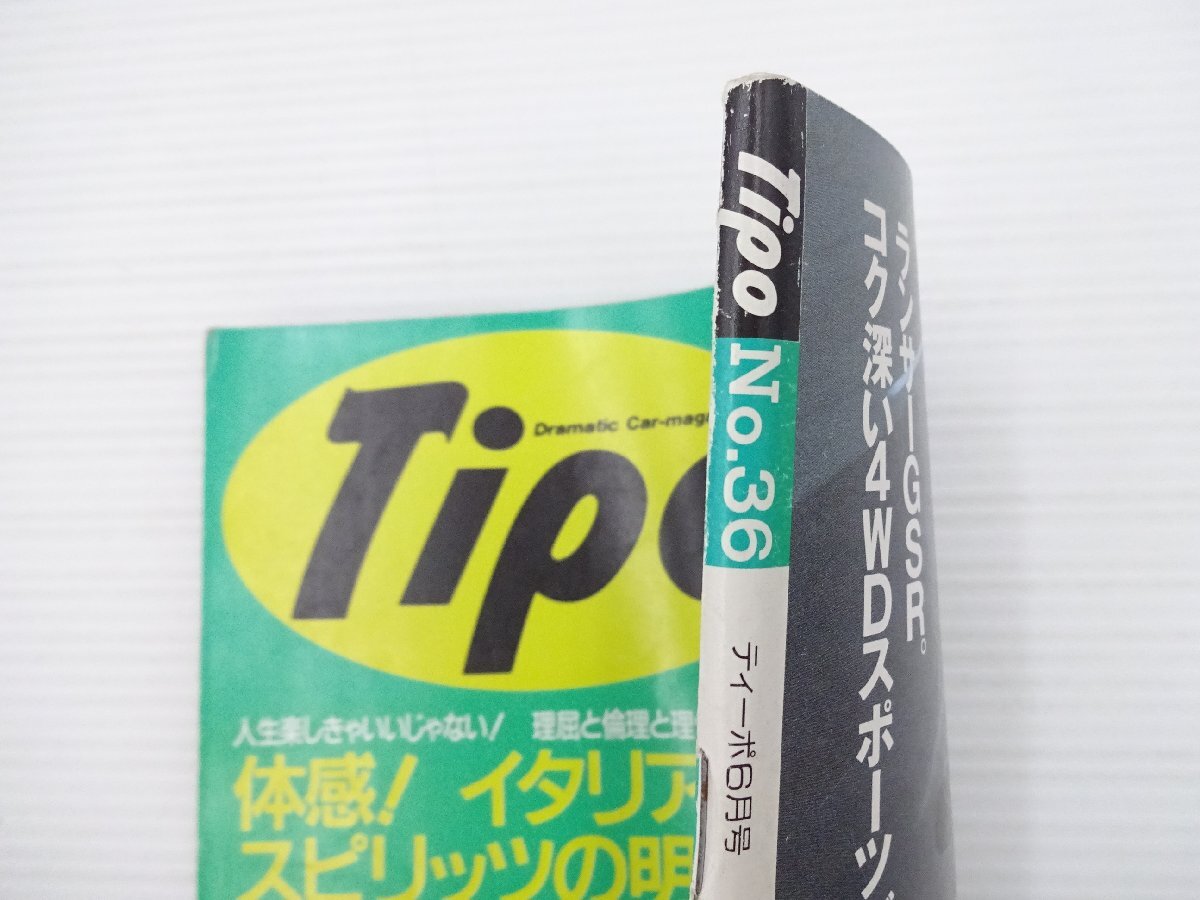 Tipo
Dramatic Car-maga
人生楽しきゃいいじゃない! 理屈と倫理と理
体感! イタリア
スピリッツの明
Tipo No.36 ティーポ6月号
ランサーGSR。
コク深い4WDスポーツ